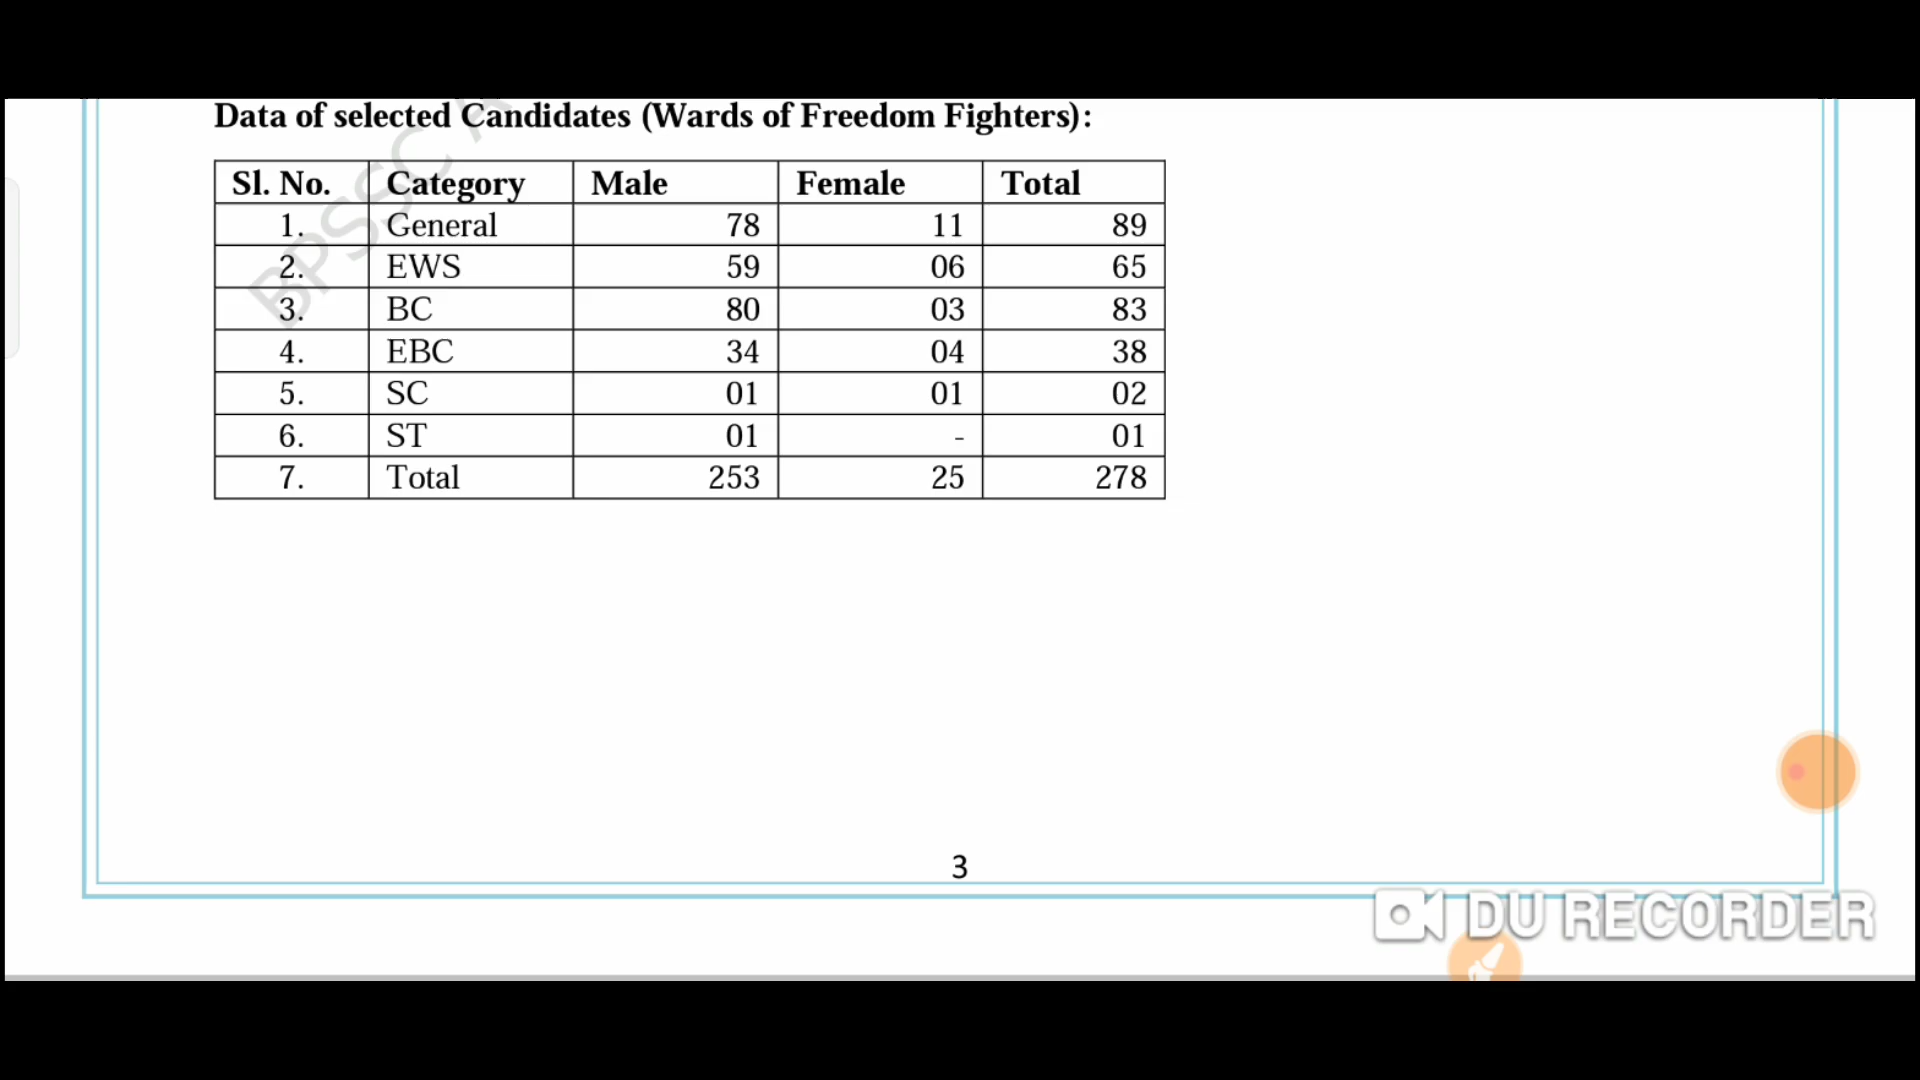 Data of selected Candidates (Wards of Freedom Fighters):
Sl. No. Category Male Female Total
1. General 78 11 89
2. EWS 59 06 65
3. BC 80 03 83
4. EBC 34 04 38
5. SC 01 01 02
6. ST 01 - 01
7. Total 253 25 278
BPSSC A
3
DU RECORDER